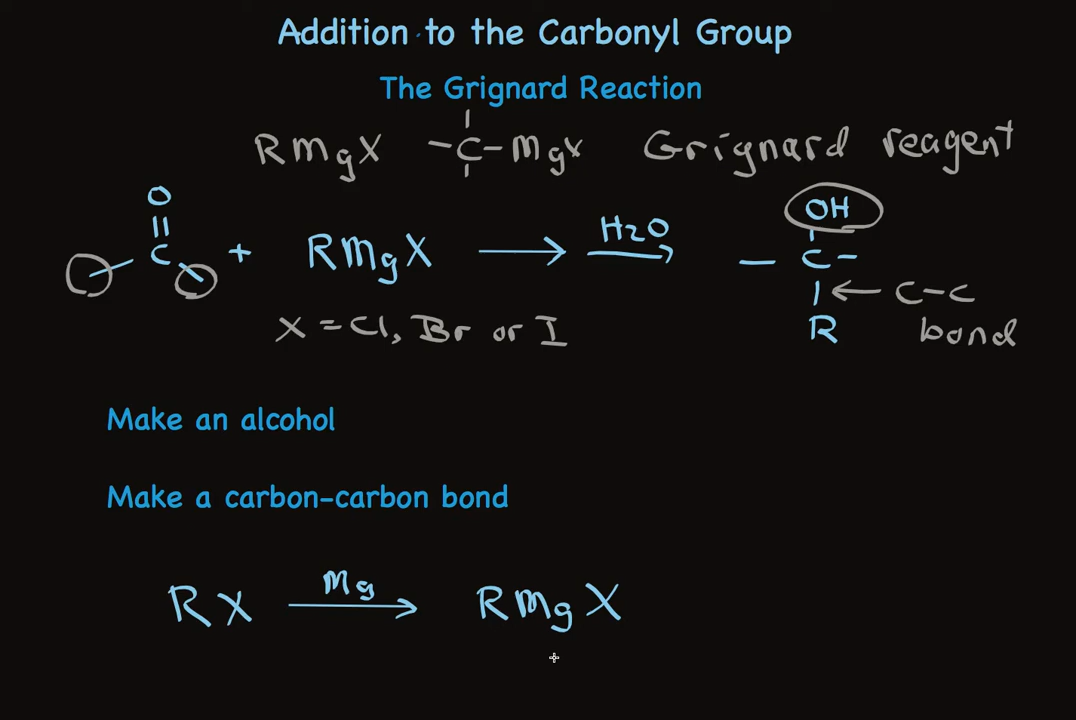 Addition to the Carbonyl Group
The Grignard Reaction
RMgX –C–MgX Grignard reagent
O
C + RMgX H2O OH
–C–
C–C
X = Cl, Br or I R bond
Make an alcohol
Make a carbon-carbon bond
Mg
RX RMgX